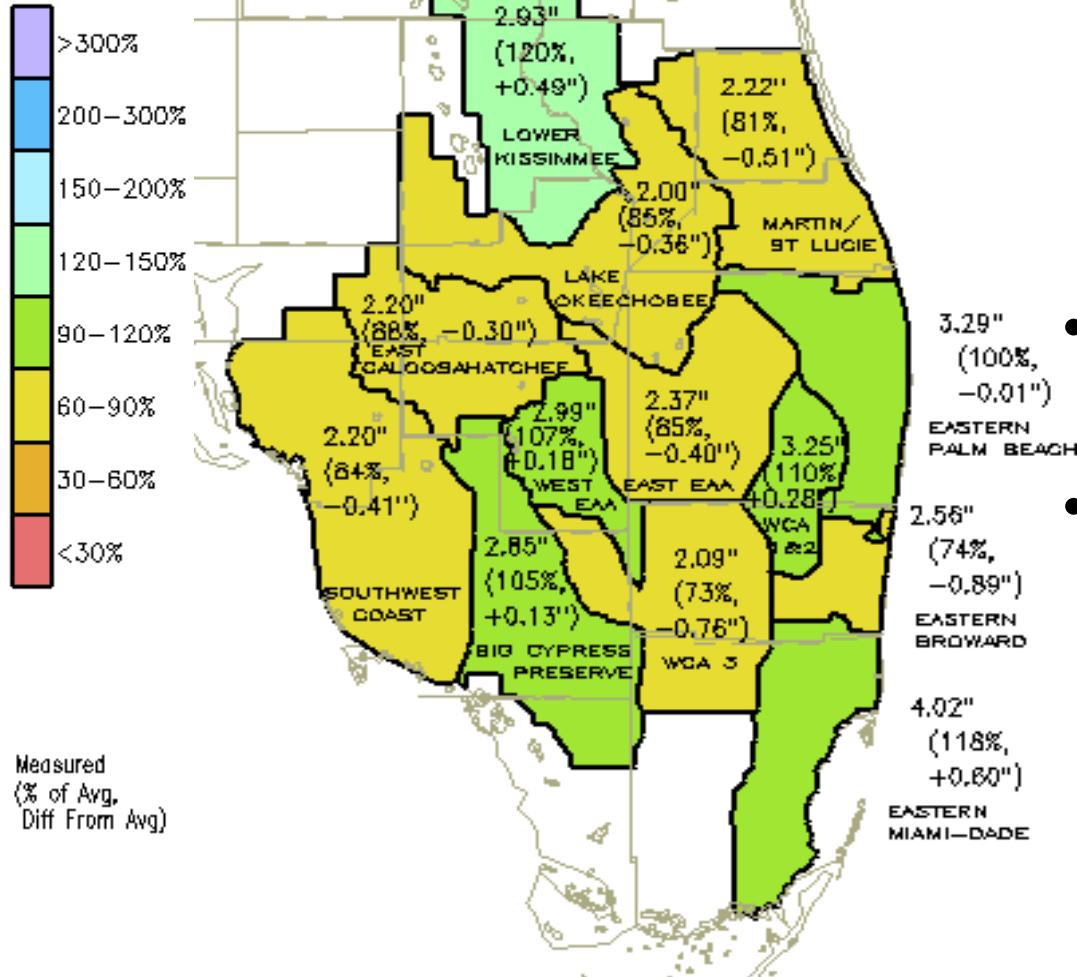 >300%
200-300%
150-200%
120-150%
90-120%
60-90%
30-60%
<30%
Measured
(% of Avg,
Diff From Avg)
2.93"
(120%,
+0.49")
LOWER
KISSIMMEE
2.22"
(81%,
-0.51")
MARTIN/
ST LUCIE
2.00"
(85%,
-0.36")
LAKE
OKEECHOBEE
2.20"
(88%, -0.30")
EAST
CALOOSAHATCHEE
3.29"
(100%,
-0.01")
EASTERN
PALM BEACH
2.20"
(84%,
-0.41")
SOUTHWEST
COAST
2.99"
(107%,
+0.18")
WEST
EAA
2.37"
(85%,
-0.40")
EAST EAA
3.25"
(110%
+0.28")
WCA
1&2
2.56"
(74%,
-0.89")
EASTERN
BROWARD
2.85"
(105%,
+0.13")
BIG CYPRESS
PRESERVE
2.09"
(73%,
-0.76")
WCA 3
4.02"
(118%,
+0.60")
EASTERN
MIAMI-DADE